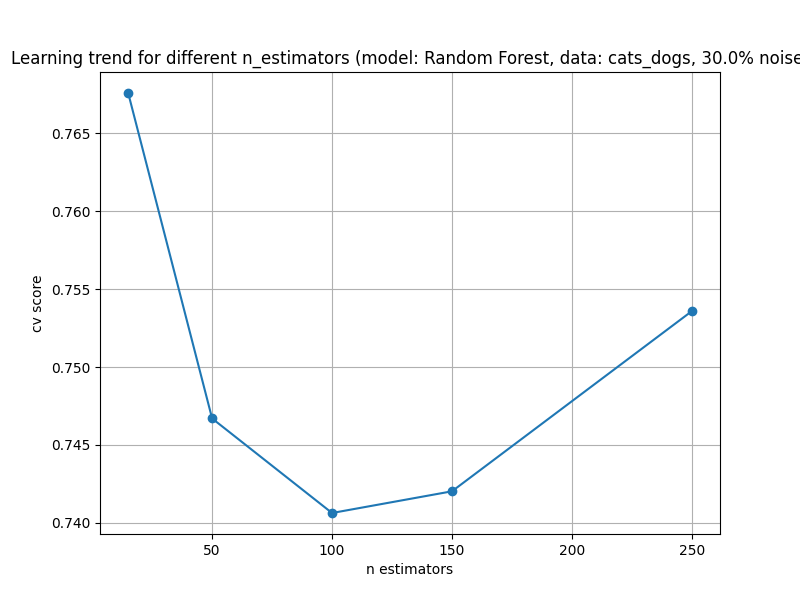 Learning trend for different n_estimators (model: Random Forest, data: cats_dogs, 30.0% noise
0.765
0.760
0.755
0.750
0.745
0.740
cv score
50 100 150 200 250
n estimators